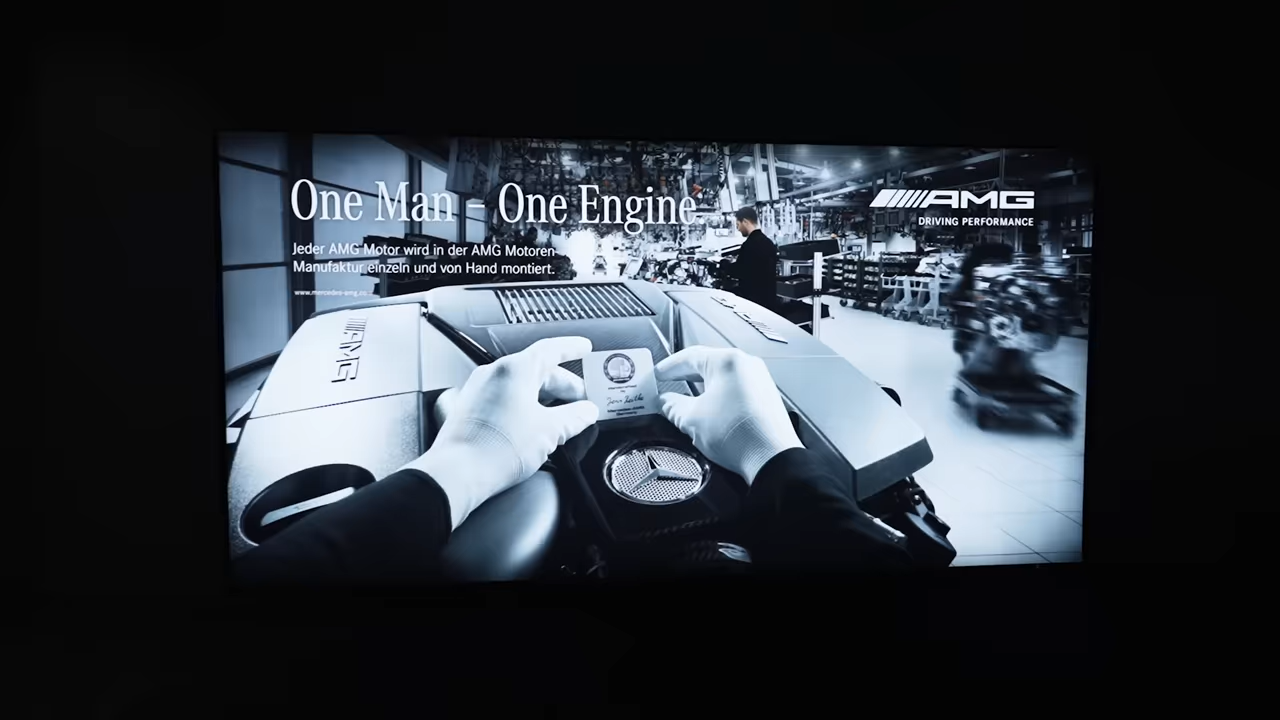 One Man – One Engine.
Jeder AMG Motor wird in der AMG Motoren-
Manufaktur einzeln und von Hand montiert.
AMG
DRIVING PERFORMANCE
AMG